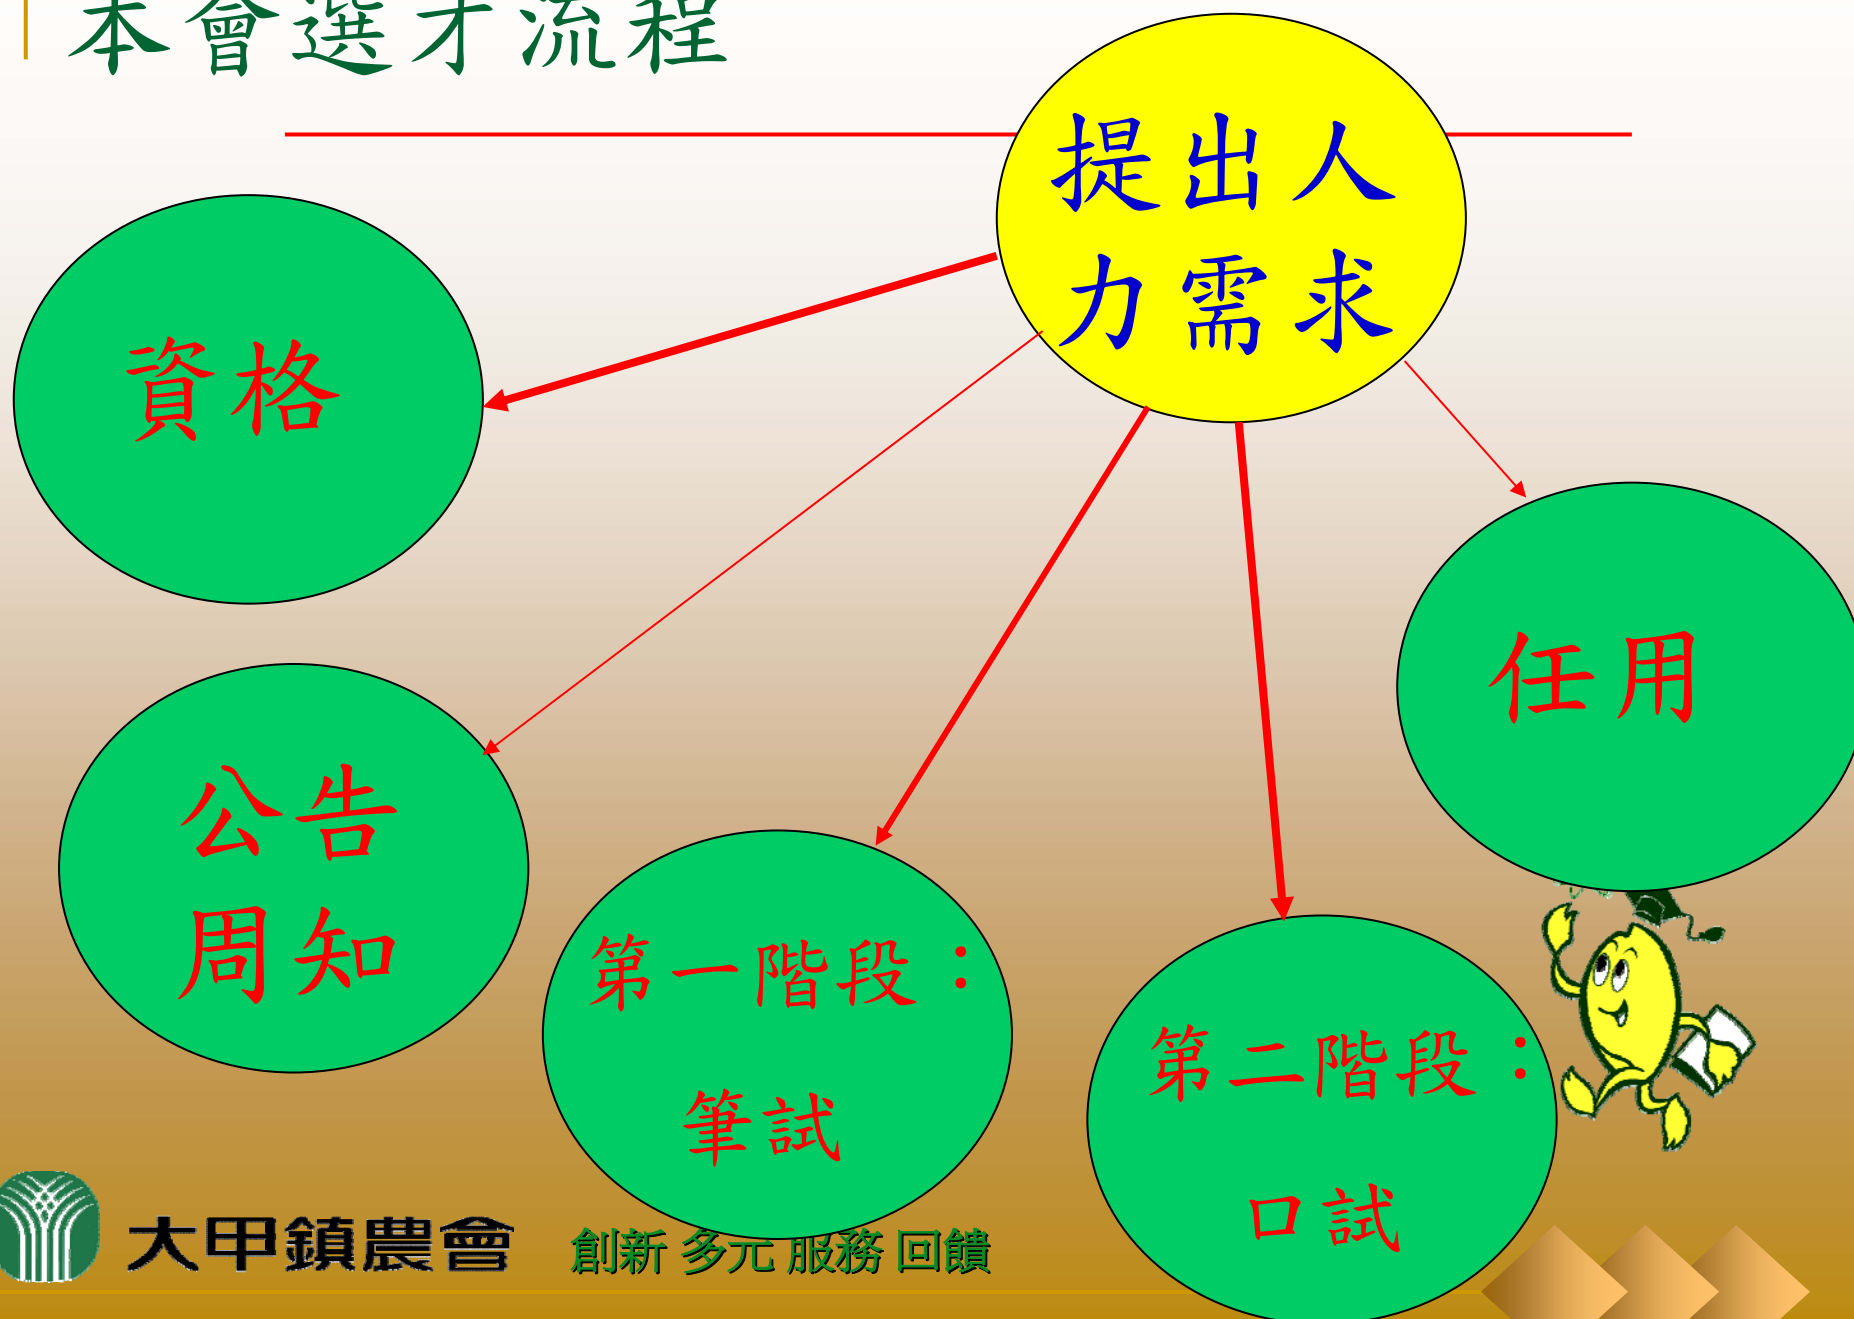 本會選才流程
提出人
力需求
資格
公告
周知
第一階段：
筆試
第二階段：
口試
任用
大甲鎮農會
創新 多元 服務 回饋